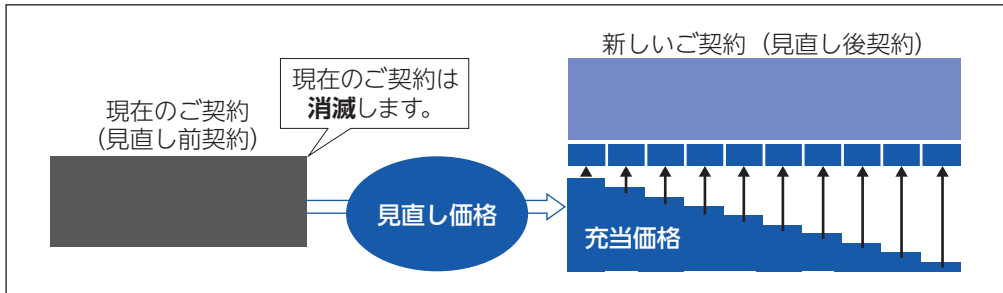 現在のご契約
(見直し前契約)
現在のご契約は
消滅します。
見直し価格
新しいご契約（見直し後契約）
充当価格